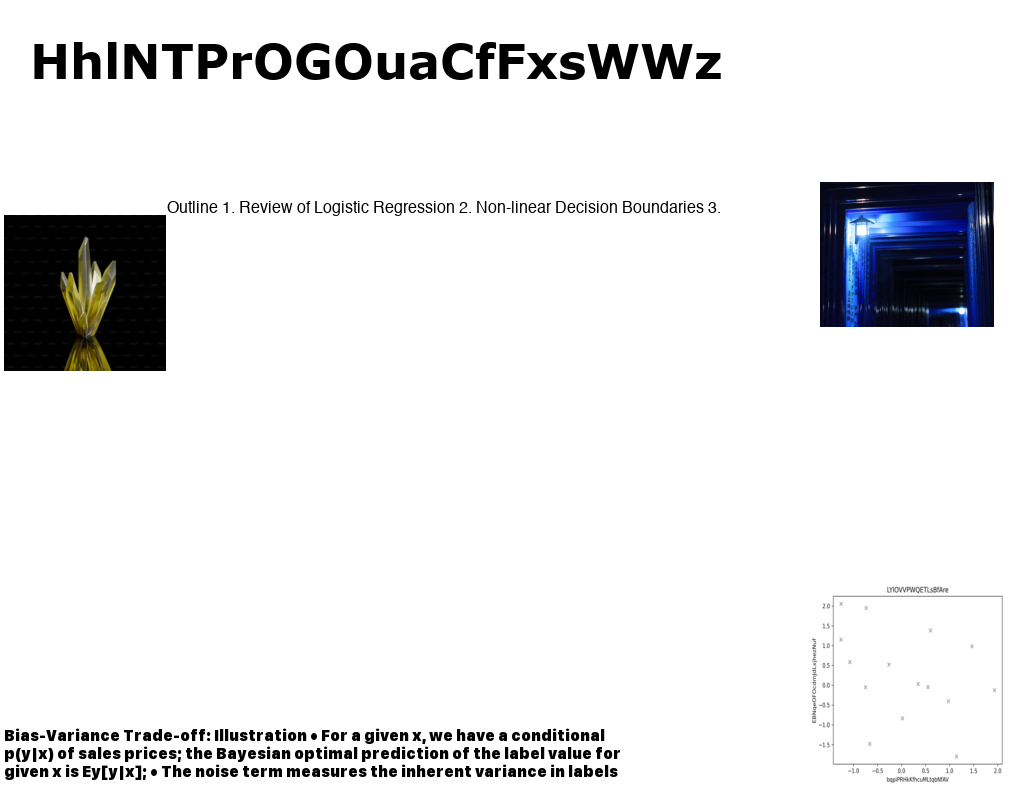 HhlNTPrOGOuaCfFxsWWz
Outline 1. Review of Logistic Regression 2. Non-linear Decision Boundaries 3.
LYlOVVPWQETLsBfAre
2.0
1.5
1.0
0.5
0.0
−0.5
−1.0
−1.5
−1.0 −0.5 0.0 0.5 1.0 1.5 2.0
Bias-Variance Trade-off: Illustration • For a given x, we have a conditional
p(y|x) of sales prices; the Bayesian optimal prediction of the label value for
given x is Ey[y|x]; • The noise term measures the inherent variance in labels